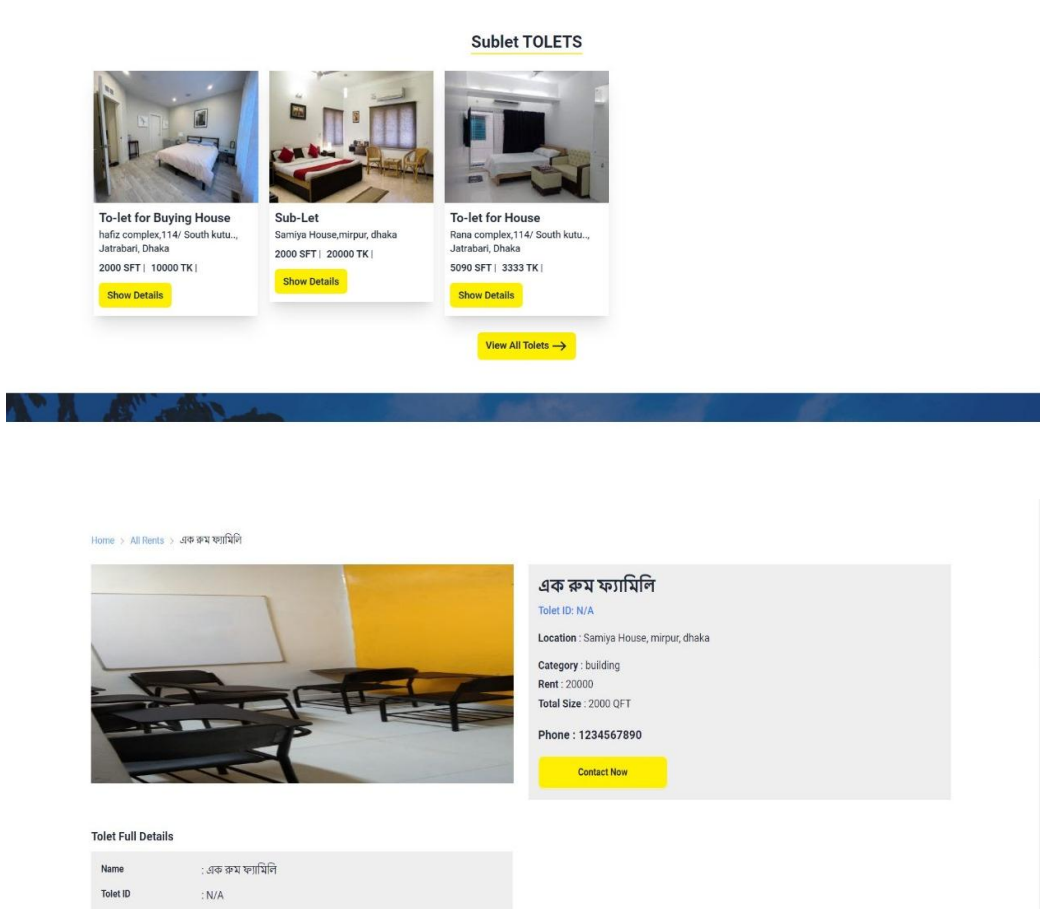 Sublet TOLETS
To-let for Buying House
hafiz complex,114/ South kutu..,
Jatrabari, Dhaka
2000 SFT | 10000 TK |
Show Details
Sub-Let
Samiya House,mirpur, dhaka
2000 SFT | 20000 TK |
Show Details
To-let for House
Rana complex,114/ South kutu..,
Jatrabari, Dhaka
5090 SFT | 3333 TK |
Show Details
View All Tolets →
Home > All Rents > এক রুম ফ্যামিলি
এক রুম ফ্যামিলি
Tolet ID: N/A
Location : Samiya House, mirpur, dhaka
Category : building
Rent : 20000
Total Size : 2000 QFT
Phone : 1234567890
Contact Now
Tolet Full Details
Name : এক রুম ফ্যামিলি
Tolet ID : N/A